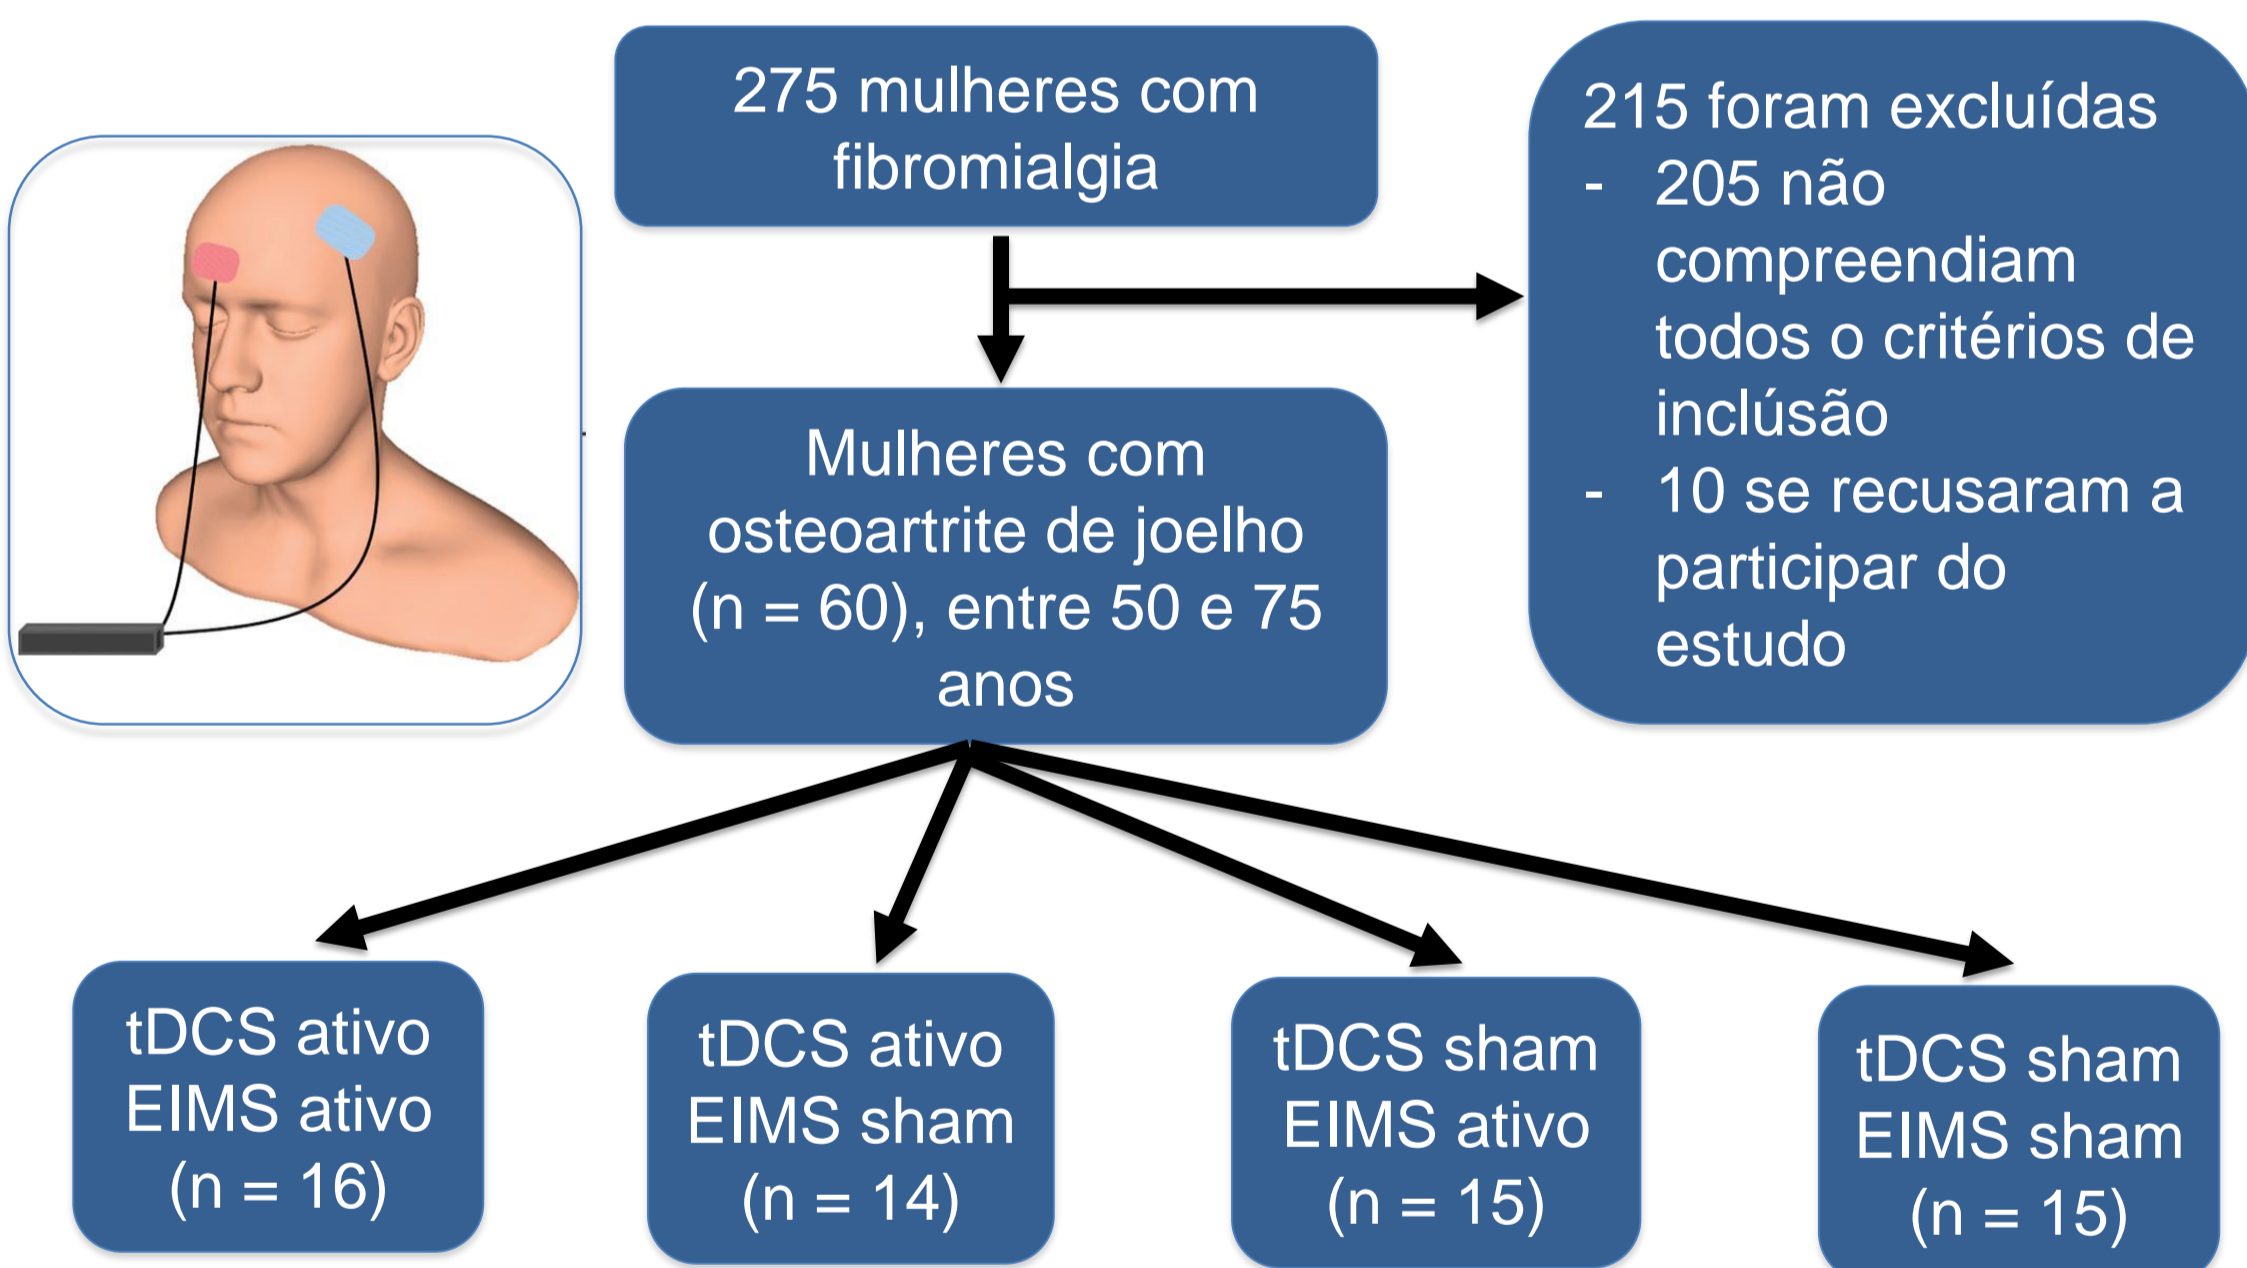 275 mulheres com
fibromialgia
215 foram excluídas
- 205 não
compreendiam
todos o critérios de
inclúsão
- 10 se recusaram a
participar do
estudo
Mulheres com
osteoartrite de joelho
(n = 60), entre 50 e 75
anos
tDCS ativo
EIMS ativo
(n = 16)
tDCS ativo
EIMS sham
(n = 14)
tDCS sham
EIMS ativo
(n = 15)
tDCS sham
EIMS sham
(n = 15)